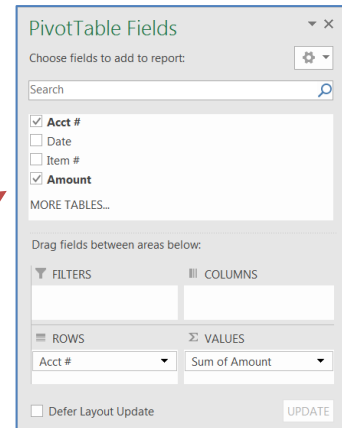 PivotTable Fields
Choose fields to add to report:
Search
Acct #
Date
Item #
Amount
MORE TABLES...
Drag fields between areas below:
FILTERS
COLUMNS
ROWS
Σ VALUES
Acct #
Sum of Amount
Defer Layout Update
UPDATE